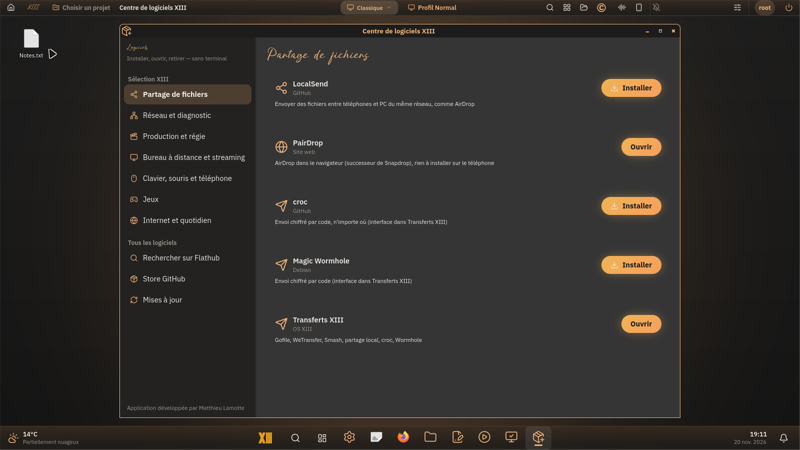 Choisir un projet
Centre de logiciels XIII
Classique
Profil Normal
root
Notes.txt
Centre de logiciels XIII
Logiciels
Installer, ouvrir, retirer — sans terminal
Sélection XIII
Partage de fichiers
Réseau et diagnostic
Production et régie
Bureau à distance et streaming
Clavier, souris et téléphone
Jeux
Internet et quotidien
Tous les logiciels
Rechercher sur Flathub
Store GitHub
Mises à jour
Application développée par Matthieu Lamotte
Partage de fichiers
LocalSend
GitHub
Installer
Envoyer des fichiers entre téléphones et PC du même réseau, comme AirDrop
PairDrop
Site web
Ouvrir
AirDrop dans le navigateur (successeur de Snapdrop), rien à installer sur le téléphone
croc
GitHub
Installer
Envoi chiffré par code, n'importe où (interface dans Transferts XIII)
Magic Wormhole
Debian
Installer
Envoi chiffré par code (interface dans Transferts XIII)
Transferts XIII
OS XIII
Ouvrir
Gofile, WeTransfer, Smash, partage local, croc, Wormhole
14°C
Partiellement nuageux
XIII
19:11
20 nov. 2026